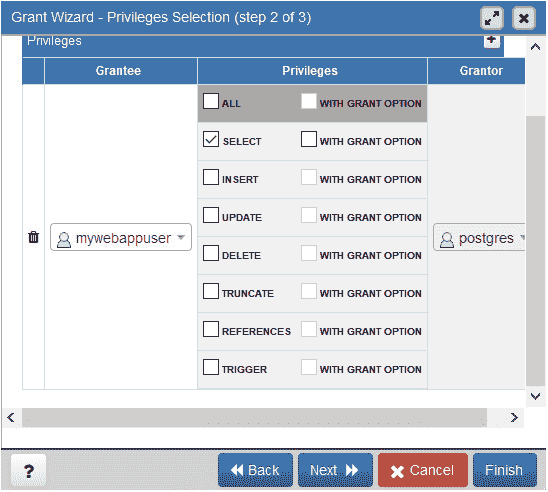 Grant Wizard - Privileges Selection (step 2 of 3)
Privileges
Grantee Privileges Grantor
ALL WITH GRANT OPTION
SELECT WITH GRANT OPTION
INSERT WITH GRANT OPTION
UPDATE WITH GRANT OPTION
mywebappuser postgres
DELETE WITH GRANT OPTION
TRUNCATE WITH GRANT OPTION
REFERENCES WITH GRANT OPTION
TRIGGER WITH GRANT OPTION
? Back Next Cancel Finish